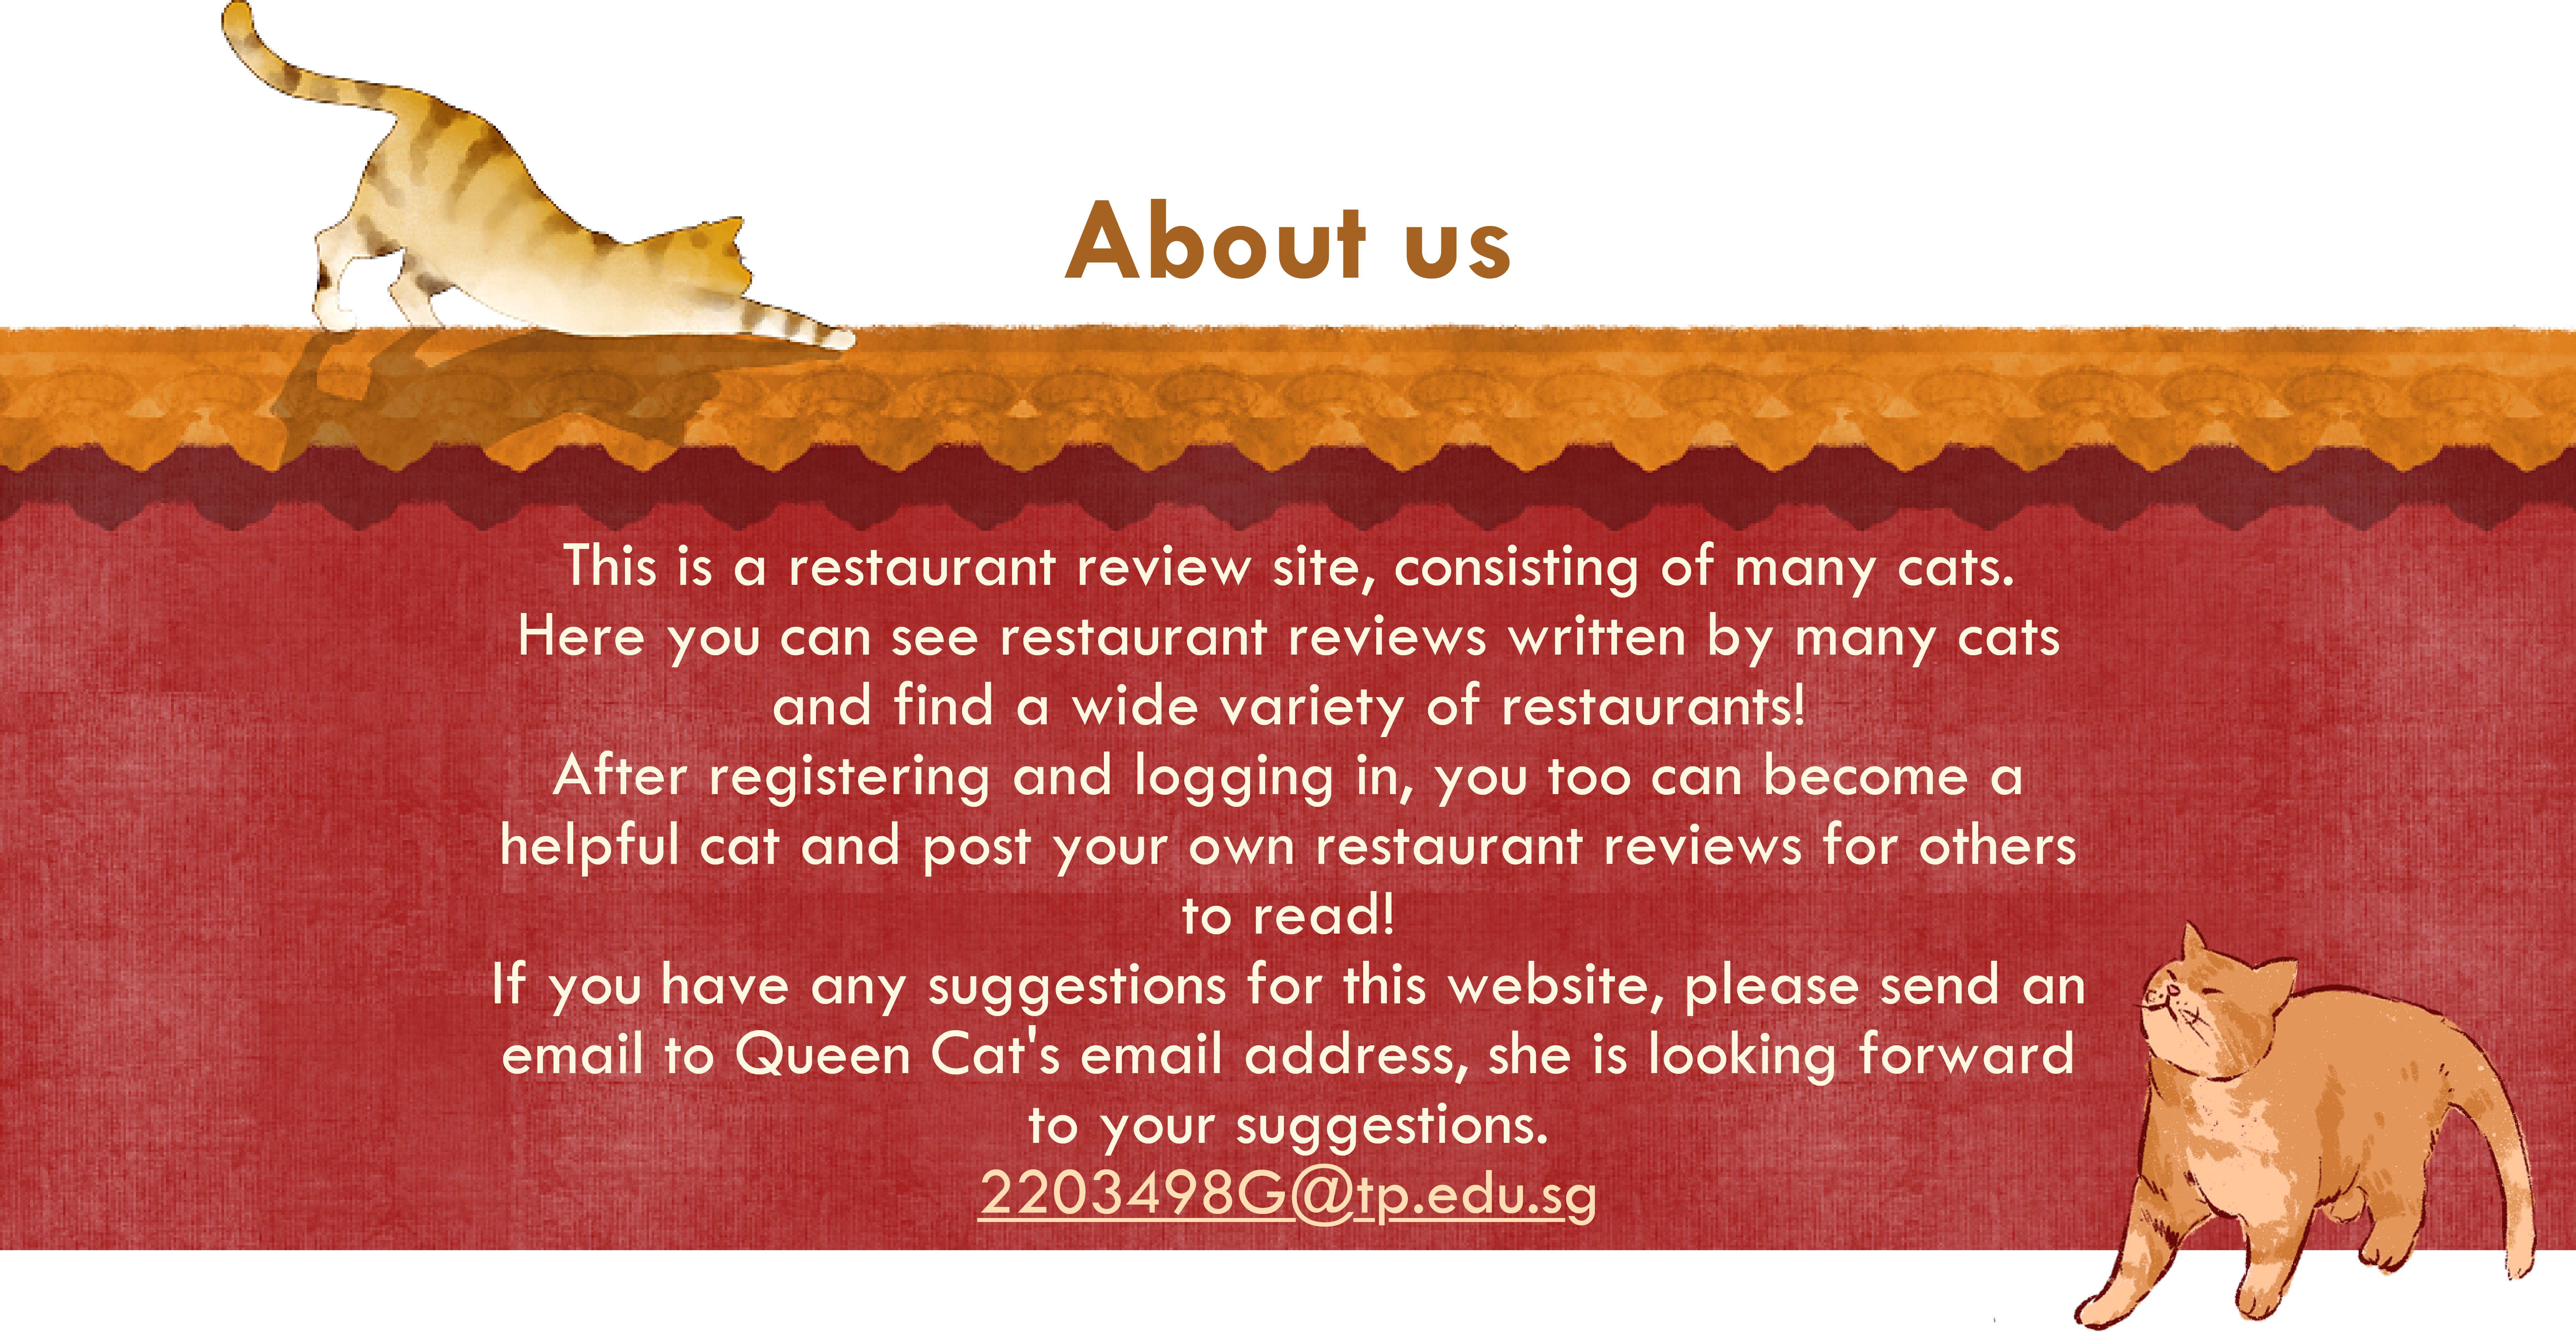 About us
This is a restaurant review site, consisting of many cats.
Here you can see restaurant reviews written by many cats
and find a wide variety of restaurants!
After registering and logging in, you too can become a
helpful cat and post your own restaurant reviews for others
to read!
If you have any suggestions for this website, please send an
email to Queen Cat's email address, she is looking forward
to your suggestions.
2203498G@tp.edu.sg